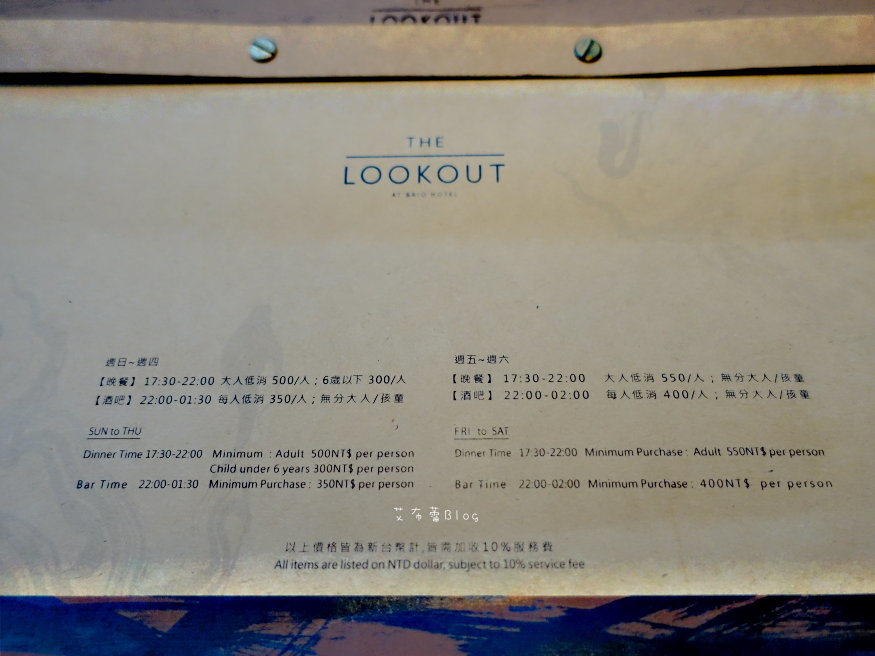 THE
LOOKOUT
THE
LOOKOUT
AT BRIO HOTEL
週日~週四
【晚餐】 17:30-22:00 大人低消 500/人；6歲以下 300/人
【酒吧】 22:00-01:30 每人低消 350/人；無分大人/孩童
SUN to THU
Dinner Time 17:30-22:00 Minimum : Adult 500NT$ per person
Child under 6 years 300NT$ per person
Bar Time 22:00-01:30 Minimum Purchase : 350NT$ per person
週五~週六
【晚餐】 17:30-22:00 大人低消 550/人；無分大人/孩童
【酒吧】 22:00-02:00 每人低消 400/人；無分大人/孩童
FRI to SAT
Dinner Time 17:30-22:00 Minimum Purchase : Adult 550NT$ per person
Bar Time 22:00-02:00 Minimum Purchase : 400NT$ per person
艾布蕾Blog
以上價格皆為新台幣計,皆需加收10%服務費
All items are listed on NTD dollar, subject to 10% service fee